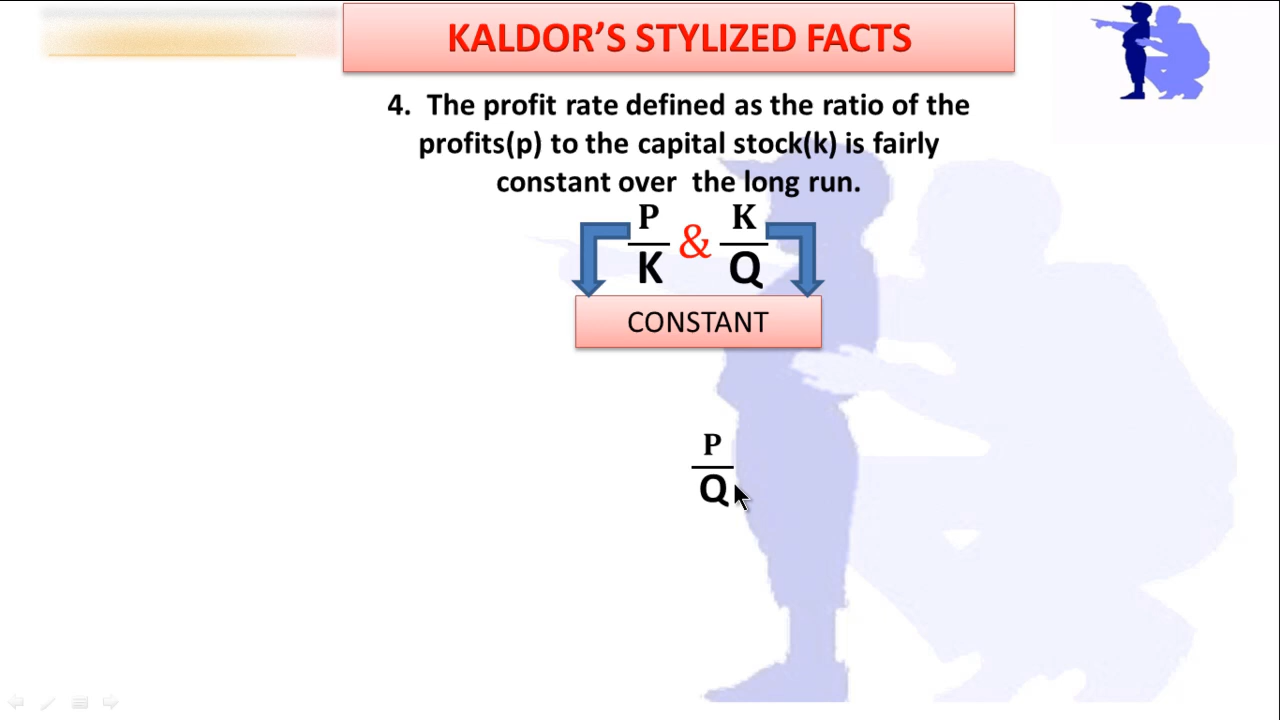 KALDOR’S STYLIZED FACTS
4. The profit rate defined as the ratio of the
profits(p) to the capital stock(k) is fairly
constant over the long run.
P
K
&
K
Q
CONSTANT
P
Q